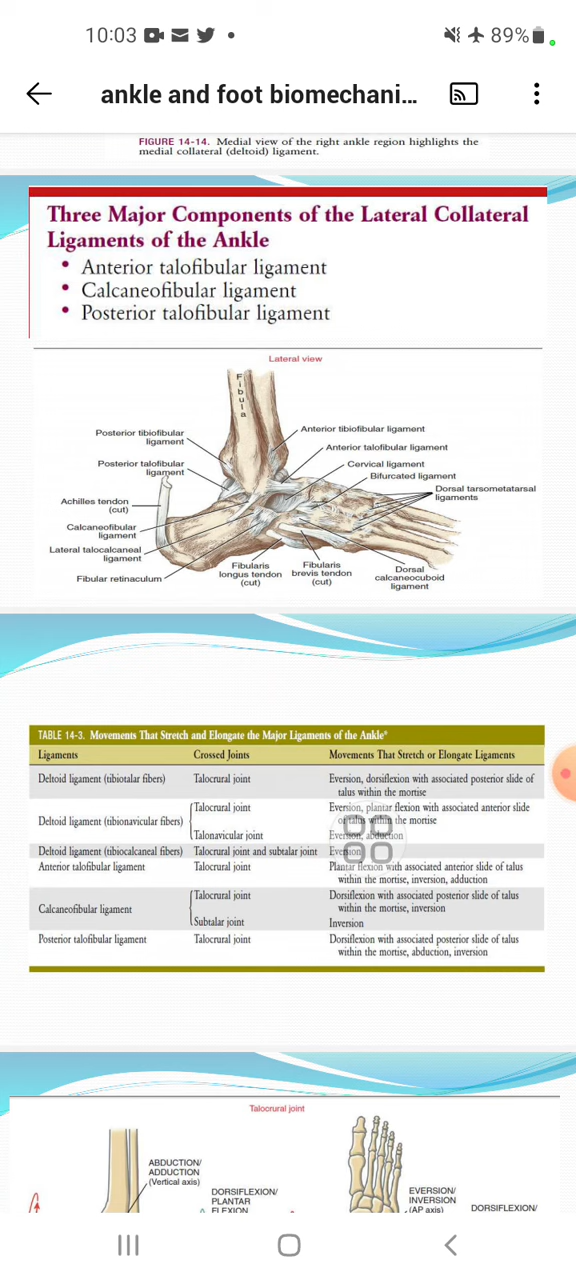 10:03
89%
ankle and foot biomechani...
FIGURE 14-14. Medial view of the right ankle region highlights the
medial collateral (deltoid) ligament.
Three Major Components of the Lateral Collateral
Ligaments of the Ankle
• Anterior talofibular ligament
• Calcaneofibular ligament
• Posterior talofibular ligament
Lateral view
Fibula
Posterior tibiofibular
ligament
Posterior talofibular
ligament
Achilles tendon
(cut)
Calcaneofibular
ligament
Lateral talocalcaneal
ligament
Fibular retinaculum
Anterior tibiofibular ligament
Anterior talofibular ligament
Cervical ligament
Bifurcated ligament
Dorsal tarsometatarsal
ligaments
Fibularis
longus tendon
(cut)
Fibularis
brevis tendon
(cut)
Dorsal
calcaneocuboid
ligament
TABLE 14-3. Movements That Stretch and Elongate the Major Ligaments of the Ankle*
Ligaments Crossed Joints Movements That Stretch or Elongate Ligaments
Deltoid ligament (tibiotalar fibers) Talocrural joint Eversion, dorsiflexion with associated posterior slide of
talus within the mortise
Deltoid ligament (tibionavicular fibers) Talocrural joint Eversion, plantar flexion with associated anterior slide
of talus within the mortise
Talonavicular joint Eversion, abduction
Deltoid ligament (tibiocalcaneal fibers) Talocrural joint and subtalar joint Eversion
Anterior talofibular ligament Talocrural joint Plantar flexion with associated anterior slide of talus
within the mortise, inversion, adduction
Calcaneofibular ligament Talocrural joint Dorsiflexion with associated posterior slide of talus
within the mortise, inversion
Subtalar joint Inversion
Posterior talofibular ligament Talocrural joint Dorsiflexion with associated posterior slide of talus
within the mortise, abduction, inversion
Talocrural joint
ABDUCTION/
ADDUCTION
(Vertical axis)
DORSIFLEXION/
PLANTAR
FLEXION
EVERSION/
INVERSION
(AP axis)
DORSIFLEXION/